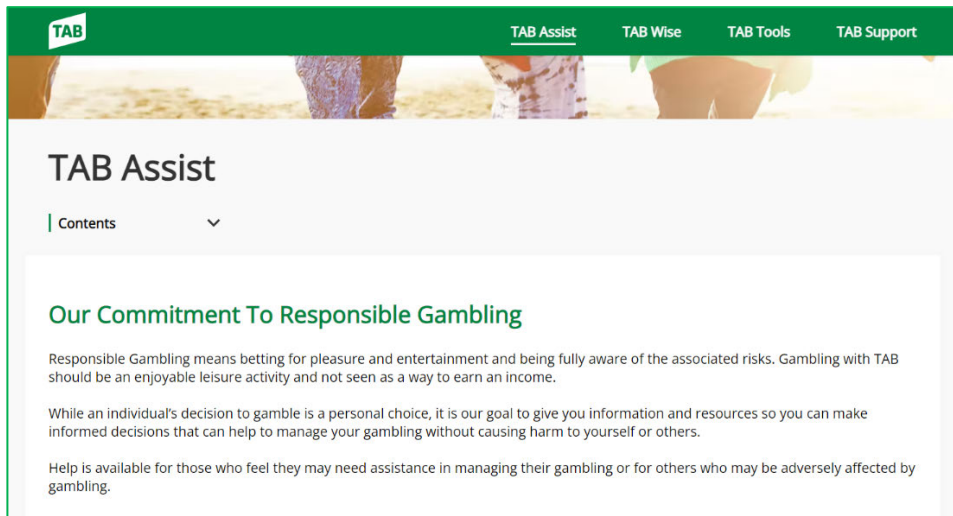 TAB
TAB Assist
TAB Wise
TAB Tools
TAB Support
TAB Assist
Contents
Our Commitment To Responsible Gambling
Responsible Gambling means betting for pleasure and entertainment and being fully aware of the associated risks. Gambling with TAB
should be an enjoyable leisure activity and not seen as a way to earn an income.
While an individual's decision to gamble is a personal choice, it is our goal to give you information and resources so you can make
informed decisions that can help to manage your gambling without causing harm to yourself or others.
Help is available for those who feel they may need assistance in managing their gambling or for others who may be adversely affected by
gambling.